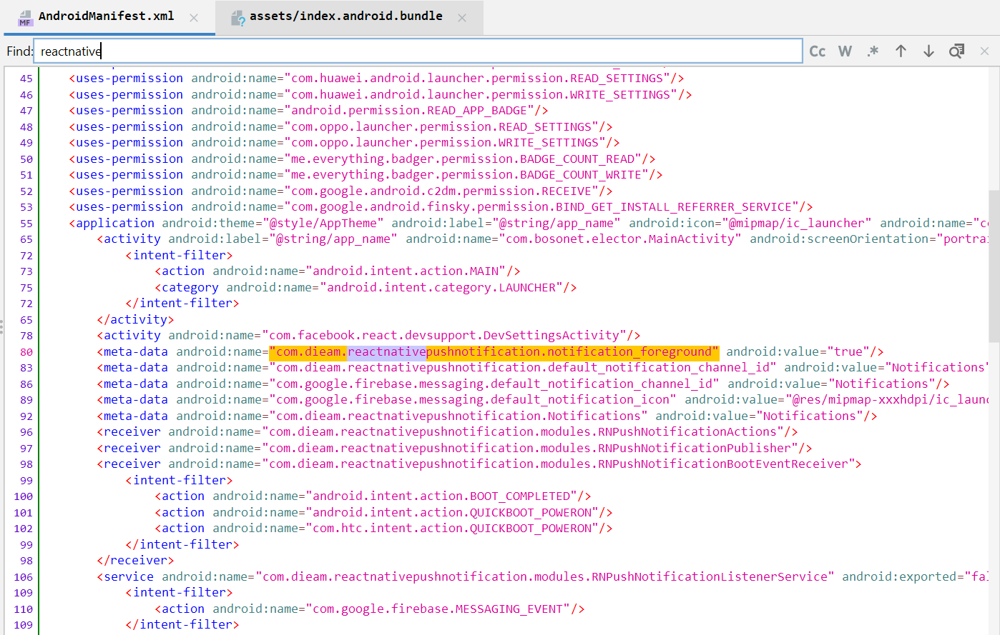 AndroidManifest.xml
assets/index.android.bundle
Find: reactnative
Cc W .*
45 <uses-permission android:name="com.huawei.android.launcher.permission.READ_SETTINGS"/>
46 <uses-permission android:name="com.huawei.android.launcher.permission.WRITE_SETTINGS"/>
47 <uses-permission android:name="android.permission.READ_APP_BADGE"/>
48 <uses-permission android:name="com.oppo.launcher.permission.READ_SETTINGS"/>
49 <uses-permission android:name="com.oppo.launcher.permission.WRITE_SETTINGS"/>
50 <uses-permission android:name="me.everything.badger.permission.BADGE_COUNT_READ"/>
51 <uses-permission android:name="me.everything.badger.permission.BADGE_COUNT_WRITE"/>
52 <uses-permission android:name="com.google.android.c2dm.permission.RECEIVE"/>
53 <uses-permission android:name="com.google.android.finsky.permission.BIND_GET_INSTALL_REFERRER_SERVICE"/>
55 <application android:theme="@style/AppTheme" android:label="@string/app_name" android:icon="@mipmap/ic_launcher" android:name="co
65 <activity android:label="@string/app_name" android:name="com.bosonet.elector.MainActivity" android:screenOrientation="portrai
72 <intent-filter>
73 <action android:name="android.intent.action.MAIN"/>
75 <category android:name="android.intent.category.LAUNCHER"/>
72 </intent-filter>
65 </activity>
78 <activity android:name="com.facebook.react.devsupport.DevSettingsActivity"/>
80 <meta-data android:name="com.dieam.reactnativepushnotification.notification_foreground" android:value="true"/>
83 <meta-data android:name="com.dieam.reactnativepushnotification.default_notification_channel_id" android:value="Notifications"
86 <meta-data android:name="com.google.firebase.messaging.default_notification_channel_id" android:value="Notifications"/>
89 <meta-data android:name="com.google.firebase.messaging.default_notification_icon" android:value="@res/mipmap-xxxhdpi/ic_launc
92 <meta-data android:name="com.dieam.reactnativepushnotification.Notifications" android:value="Notifications"/>
96 <receiver android:name="com.dieam.reactnativepushnotification.modules.RNPushNotificationActions"/>
97 <receiver android:name="com.dieam.reactnativepushnotification.modules.RNPushNotificationPublisher"/>
98 <receiver android:name="com.dieam.reactnativepushnotification.modules.RNPushNotificationBootEventReceiver">
99 <intent-filter>
100 <action android:name="android.intent.action.BOOT_COMPLETED"/>
101 <action android:name="android.intent.action.QUICKBOOT_POWERON"/>
102 <action android:name="com.htc.intent.action.QUICKBOOT_POWERON"/>
99 </intent-filter>
98 </receiver>
106 <service android:name="com.dieam.reactnativepushnotification.modules.RNPushNotificationListenerService" android:exported="fal
109 <intent-filter>
110 <action android:name="com.google.firebase.MESSAGING_EVENT"/>
109 </intent-filter>